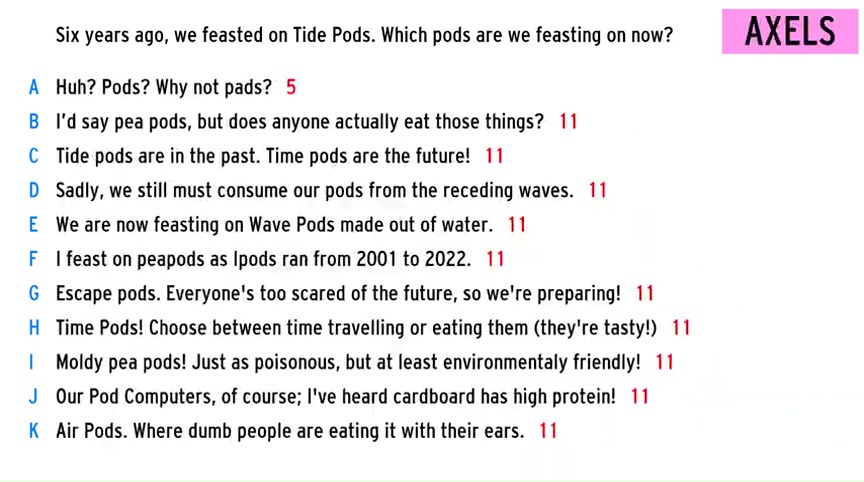 Six years ago, we feasted on Tide Pods. Which pods are we feasting on now?
AXELS
A Huh? Pods? Why not pads? 5
B I'd say pea pods, but does anyone actually eat those things? 11
C Tide pods are in the past. Time pods are the future! 11
D Sadly, we still must consume our pods from the receding waves. 11
E We are now feasting on Wave Pods made out of water. 11
F I feast on peapods as Ipods ran from 2001 to 2022. 11
G Escape pods. Everyone's too scared of the future, so we're preparing! 11
H Time Pods! Choose between time travelling or eating them (they're tasty!) 11
I Moldy pea pods! Just as poisonous, but at least environmentaly friendly! 11
J Our Pod Computers, of course; I've heard cardboard has high protein! 11
K Air Pods. Where dumb people are eating it with their ears. 11